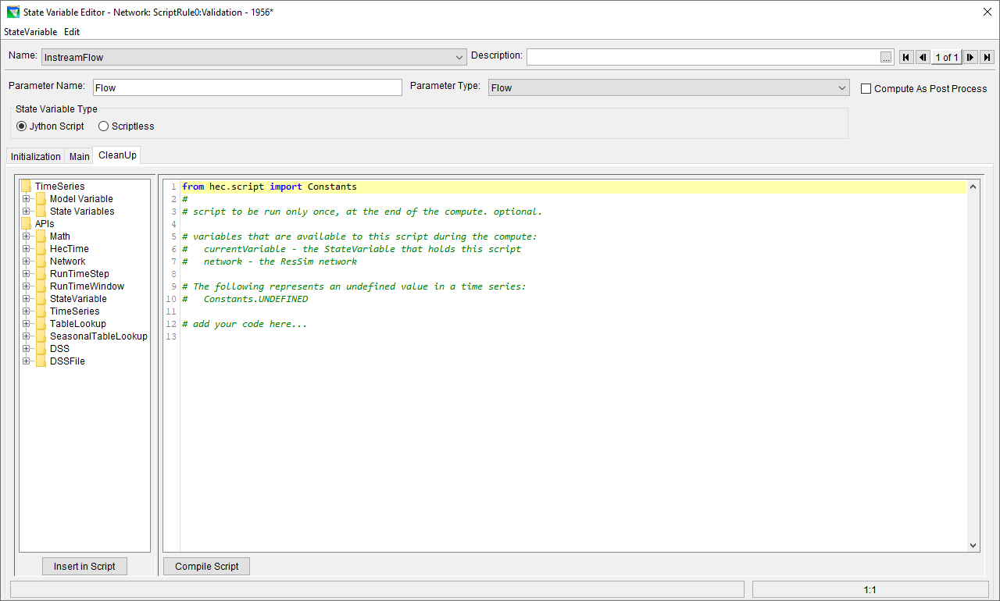 State Variable Editor - Network: ScriptRule0:Validation - 1956*
StateVariable Edit
Name: InstreamFlow Description: ... 1 of 1
Parameter Name: Flow Parameter Type: Flow Compute As Post Process
State Variable Type
Jython Script Scriptless
Initialization Main CleanUp
TimeSeries
Model Variable
State Variables
APIs
Math
HecTime
Network
RunTimeStep
RunTimeWindow
StateVariable
TimeSeries
TableLookup
SeasonalTableLookup
DSS
DSSFile
1 from hec.script import Constants
2 #
3 # script to be run only once, at the end of the compute. optional.
4
5 # variables that are available to this script during the compute:
6 #   currentVariable - the StateVariable that holds this script
7 #   network - the ResSim network
8
9 # The following represents an undefined value in a time series:
10 #   Constants.UNDEFINED
11
12 # add your code here...
13
Insert in Script Compile Script
1:1